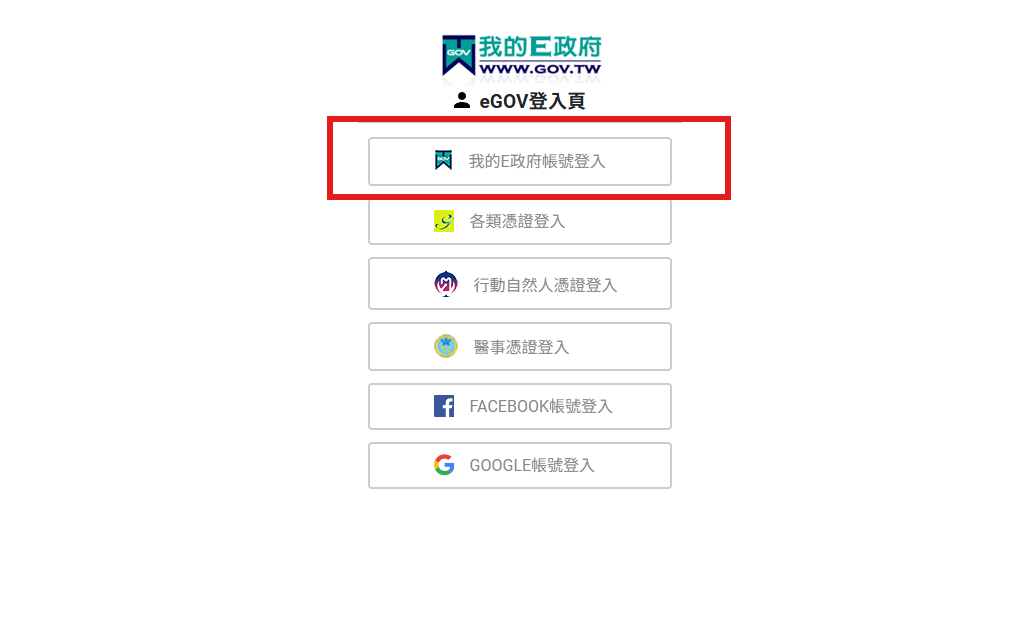 GOV 我的E政府
WWW.GOV.TW
eGOV登入頁
GOV 我的E政府帳號登入
各類憑證登入
行動自然人憑證登入
醫事憑證登入
FACEBOOK帳號登入
GOOGLE帳號登入